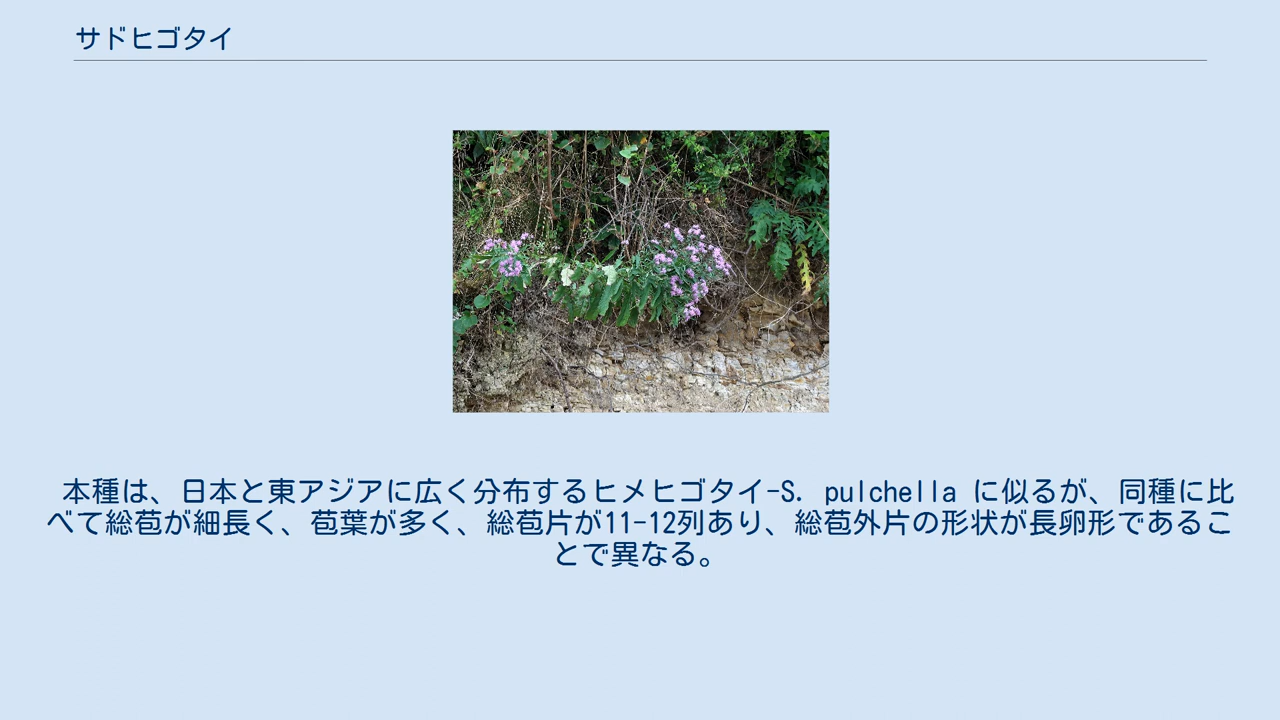 サドヒゴタイ
本種は、日本と東アジアに広く分布するヒメヒゴタイ-S. pulchella に似るが、同種に比
べて総苞が細長く、苞葉が多く、総苞片が11-12列あり、総苞外片の形状が長卵形であるこ
とで異なる。